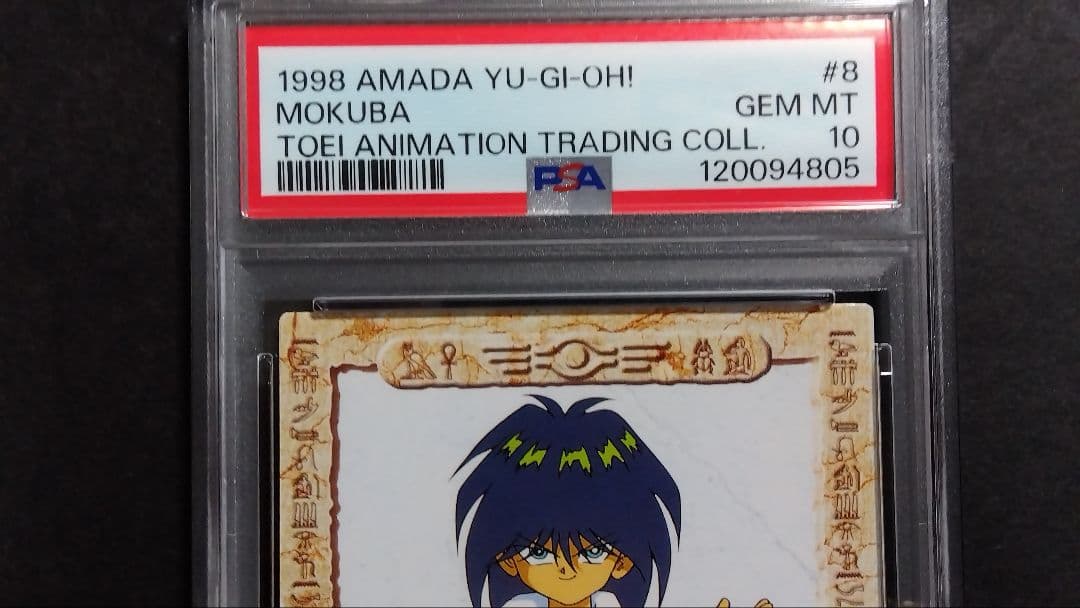 1998 AMADA YU-GI-OH! #8
MOKUBA GEM MT
TOEI ANIMATION TRADING COLL. 10
PSA 120094805